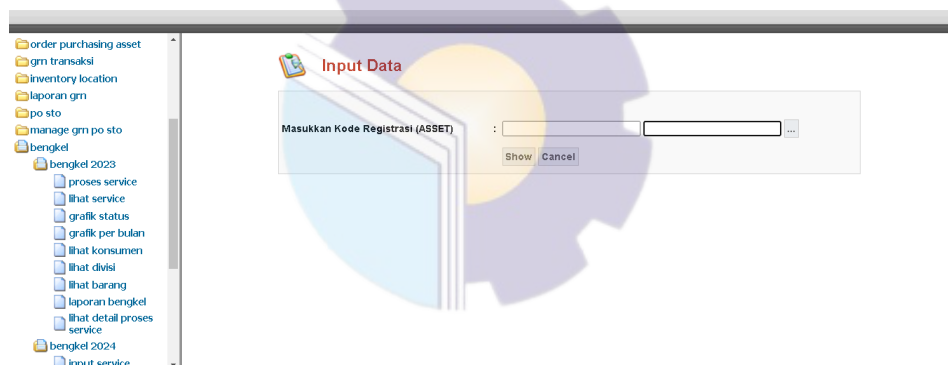 order purchasing asset
grn transaksi
inventory location
laporan grn
po sto
manage grn po sto
bengkel
bengkel 2023
proses service
lihat service
grafik status
grafik per bulan
lihat konsumen
lihat divisi
lihat barang
laporan bengkel
lihat detail proses
service
bengkel 2024
input service
Input Data
Masukkan Kode Registrasi (ASSET) : ...
Show Cancel